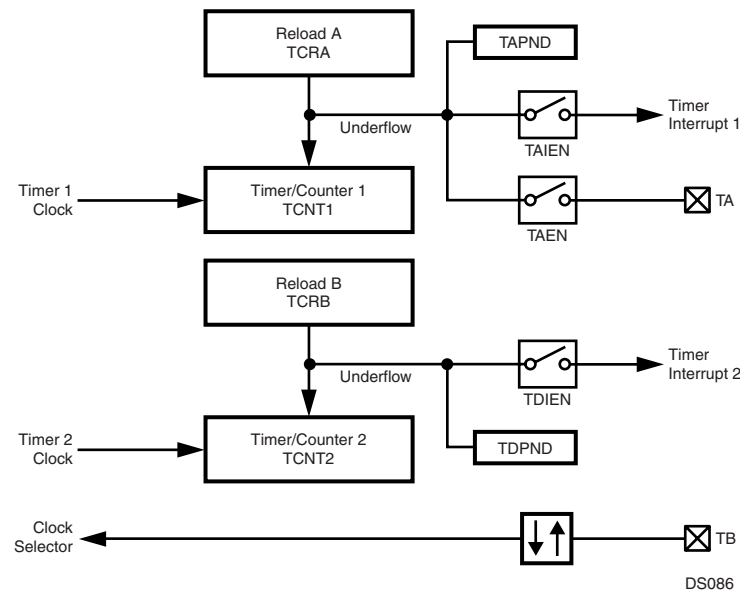 Reload A
TCRA
TAPND
Underflow
TAIEN
Timer
Interrupt 1
Timer 1
Clock
Timer/Counter 1
TCNT1
TAEN
TA
Reload B
TCRB
Underflow
TDIEN
Timer
Interrupt 2
Timer 2
Clock
Timer/Counter 2
TCNT2
TDPND
Clock
Selector
TB
DS086